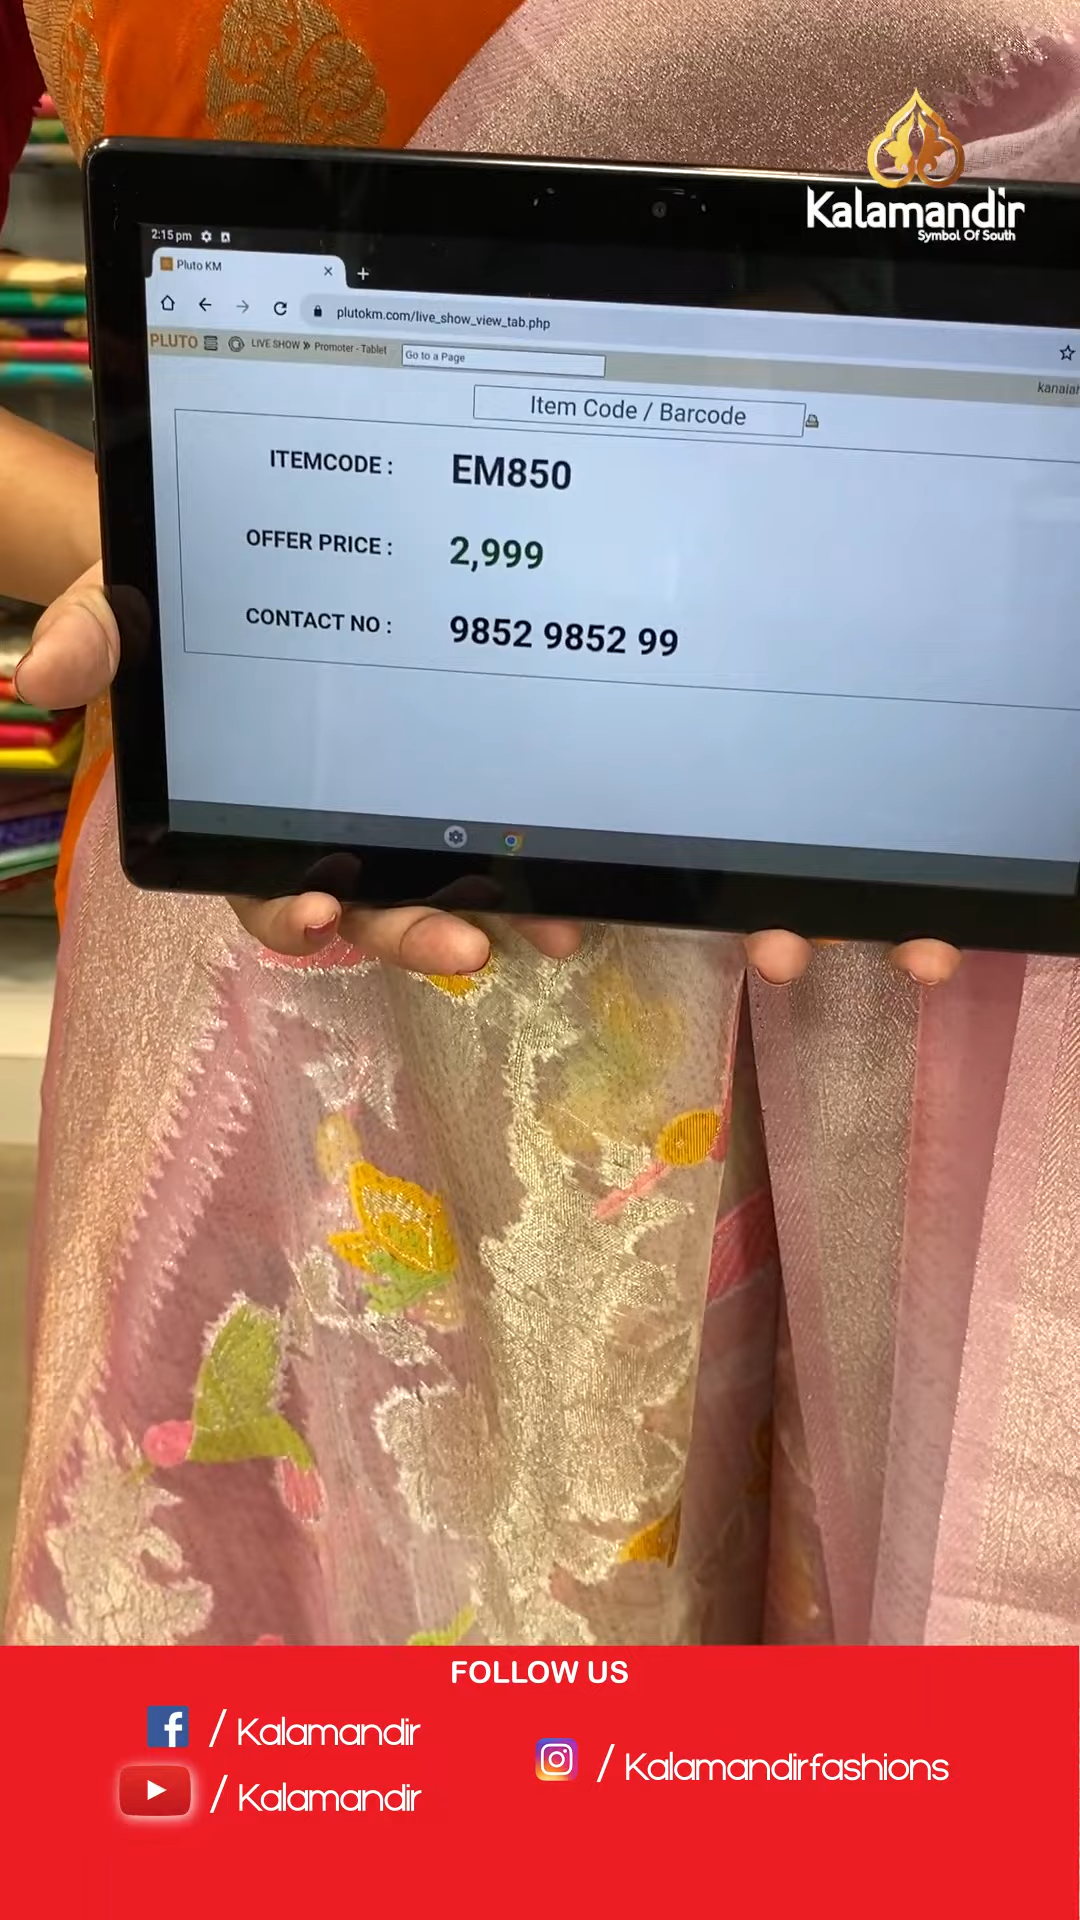 Kalamandir
Symbol Of South
2:15 pm
Pluto KM
plutokm.com/live_show_view_tab.php
PLUTO
LIVE SHOW » Promoter - Tablet
Go to a Page
Item Code / Barcode
ITEMCODE : EM850
OFFER PRICE : 2,999
CONTACT NO : 9852 9852 99
FOLLOW US
/ Kalamandir
/ Kalamandirfashions
/ Kalamandir